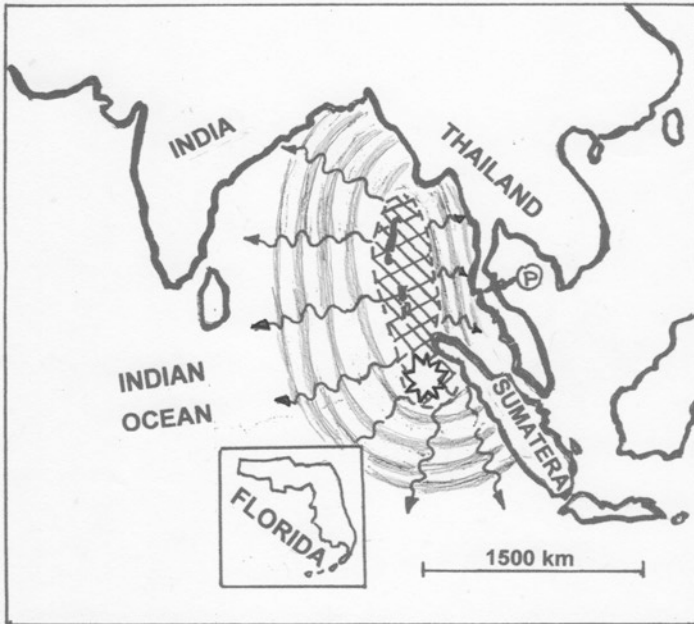 INDIA
THAILAND
P
INDIAN
OCEAN
SUMATERA
FLORIDA
1500 km